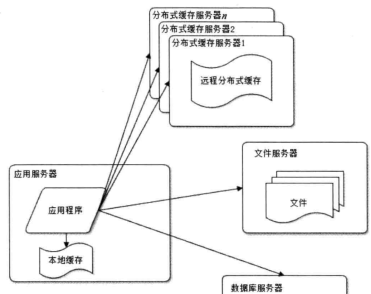 分布式缓存服务器n
分布式缓存服务器2
分布式缓存服务器1
远程分布式缓存
文件服务器
应用服务器
文件
应用程序
本地缓存
数据库服务器